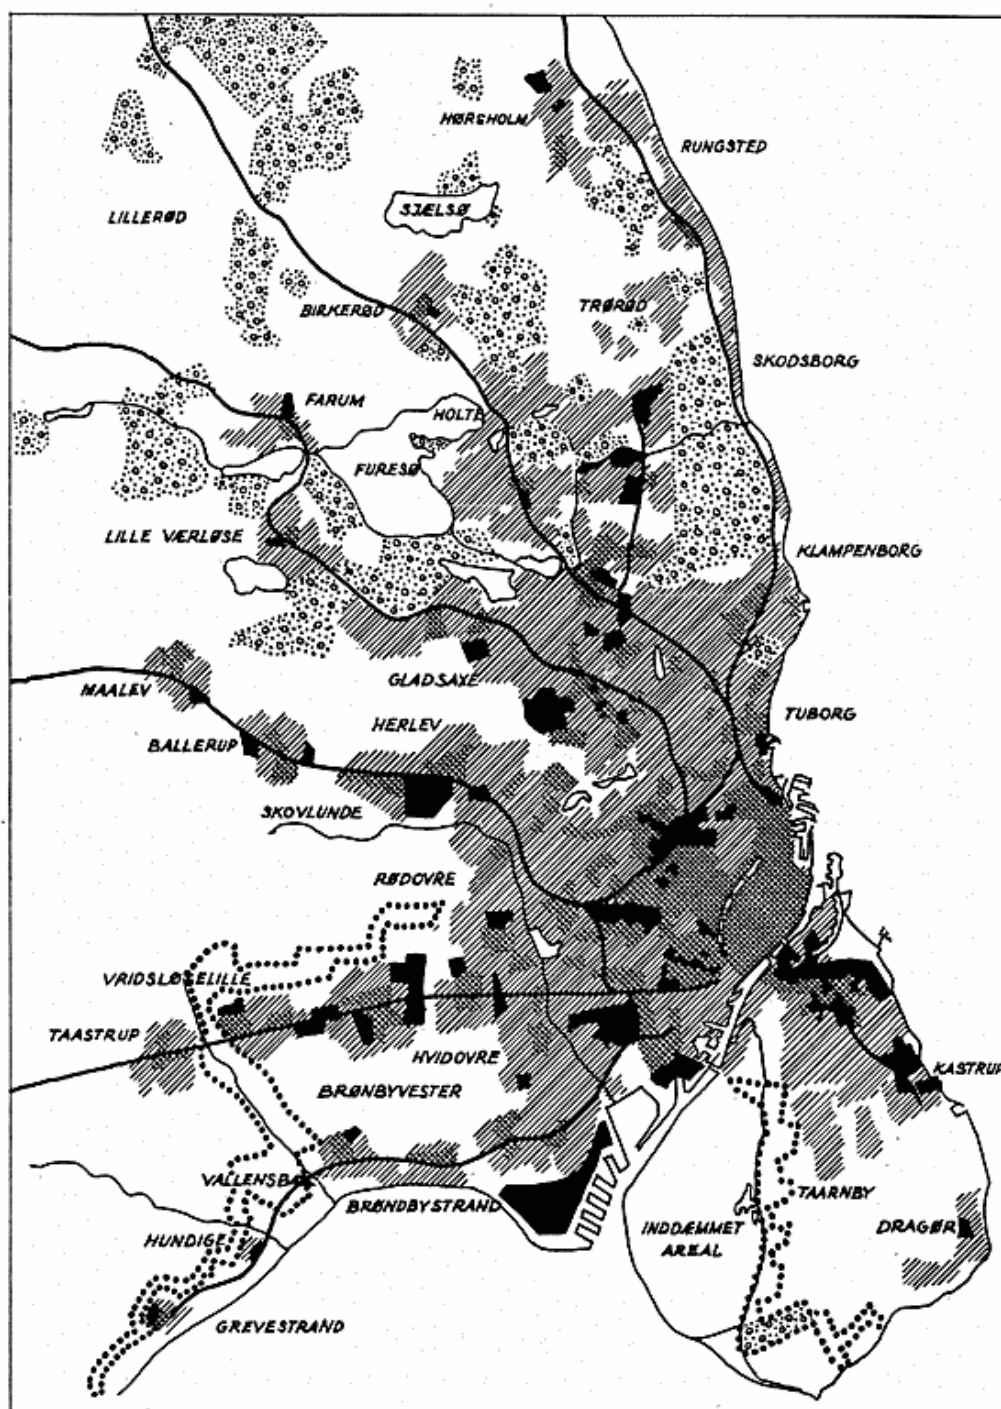 HØRSHOLM
RUNGSTED
LILLERØD
SJÆLSØ
BIRKERØD
TRØRØD
SKODSBORG
FARUM
HOLTE
FURESØ
LILLE VÆRLØSE
KLAMPENBORG
MAALEV
GLADSAXE
HERLEV
TUBORG
BALLERUP
SKOVLUNDE
RØDOVRE
VRIDSLØSELILLE
TAASTRUP
HVIDOVRE
KASTRUP
BRØNBYVESTER
VALLENSBÆK
BRØNDBYSTRAND
TAARNBY
INDDÆMMET
AREAL
DRAGØR
HUNDIGE
GREVESTRAND